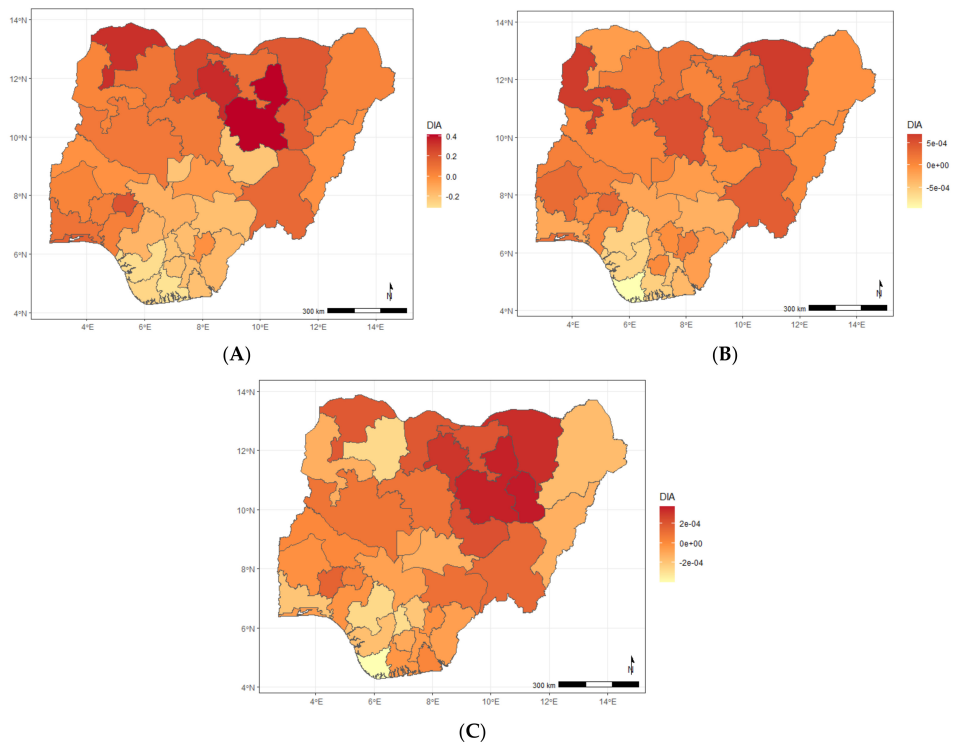 14°N
12°N
10°N
8°N
6°N
4°N
4°E 6°E 8°E 10°E 12°E 14°E
DIA
0.4
0.2
0.0
-0.2
N
300 km
(A)
14°N
12°N
10°N
8°N
6°N
4°N
4°E 6°E 8°E 10°E 12°E 14°E
DIA
5e-04
0e+00
-5e-04
N
300 km
(B)
14°N
12°N
10°N
8°N
6°N
4°N
4°E 6°E 8°E 10°E 12°E 14°E
DIA
2e-04
0e+00
-2e-04
N
300 km
(C)